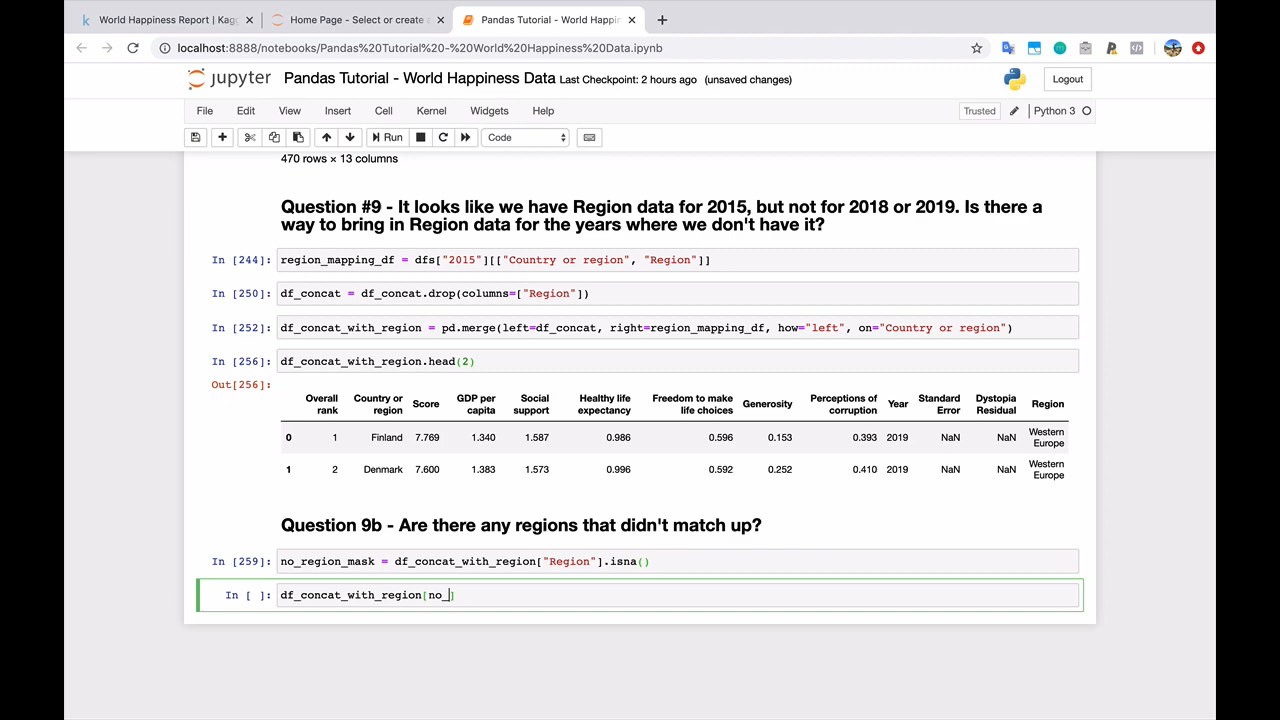 World Happiness Report | Kagg
Home Page - Select or create a
Pandas Tutorial - World Happin
localhost:8888/notebooks/Pandas%20Tutorial%20-%20World%20Happiness%20Data.ipynb
jupyter Pandas Tutorial - World Happiness Data Last Checkpoint: 2 hours ago (unsaved changes) Logout
File Edit View Insert Cell Kernel Widgets Help Trusted Python 3
Run Code
470 rows × 13 columns
Question #9 - It looks like we have Region data for 2015, but not for 2018 or 2019. Is there a
way to bring in Region data for the years where we don't have it?
In [244]: region_mapping_df = dfs["2015"][["Country or region", "Region"]]
In [250]: df_concat = df_concat.drop(columns=["Region"])
In [252]: df_concat_with_region = pd.merge(left=df_concat, right=region_mapping_df, how="left", on="Country or region")
In [256]: df_concat_with_region.head(2)
Out[256]:
Overall rank Country or region Score GDP per capita Social support Healthy life expectancy Freedom to make life choices Generosity Perceptions of corruption Year Standard Error Dystopia Residual Region
0 1 Finland 7.769 1.340 1.587 0.986 0.596 0.153 0.393 2019 NaN NaN Western Europe
1 2 Denmark 7.600 1.383 1.573 0.996 0.592 0.252 0.410 2019 NaN NaN Western Europe
Question 9b - Are there any regions that didn't match up?
In [259]: no_region_mask = df_concat_with_region["Region"].isna()
In [ ]: df_concat_with_region[no_]